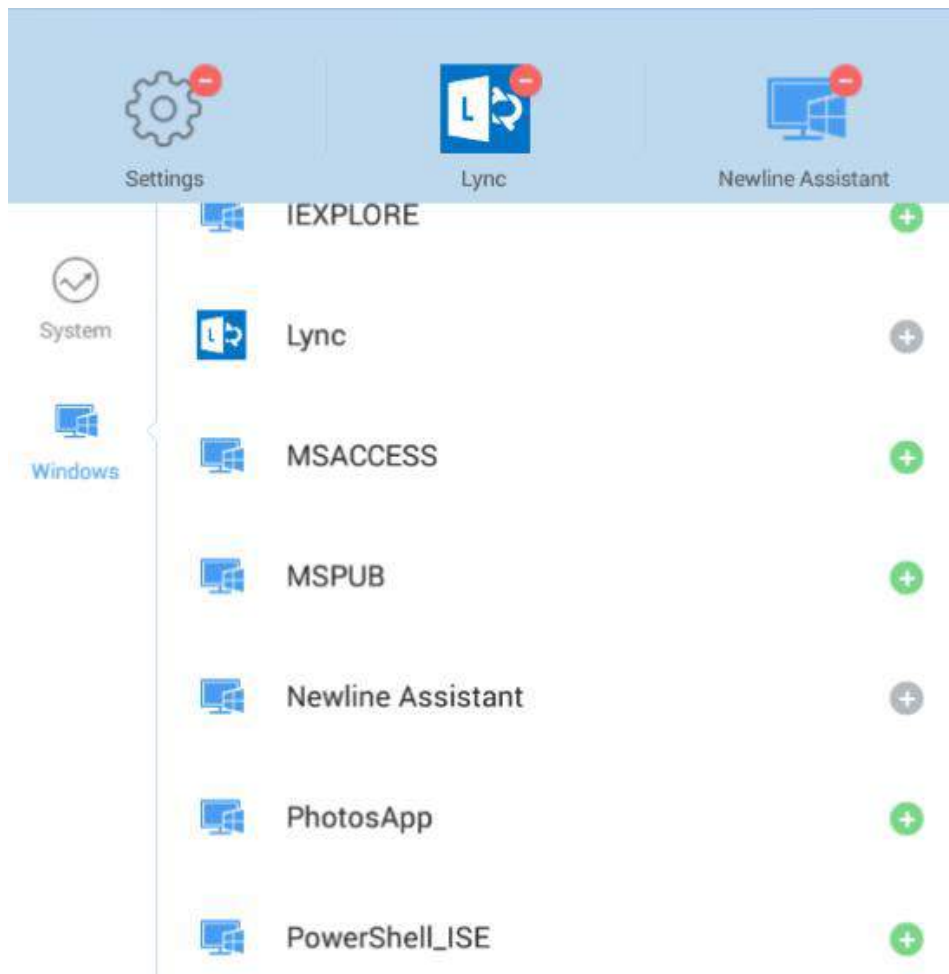 Settings
Lync
Newline Assistant
IEXPLORE
System
Lync
Windows
MSACCESS
MSPUB
Newline Assistant
PhotosApp
PowerShell_ISE